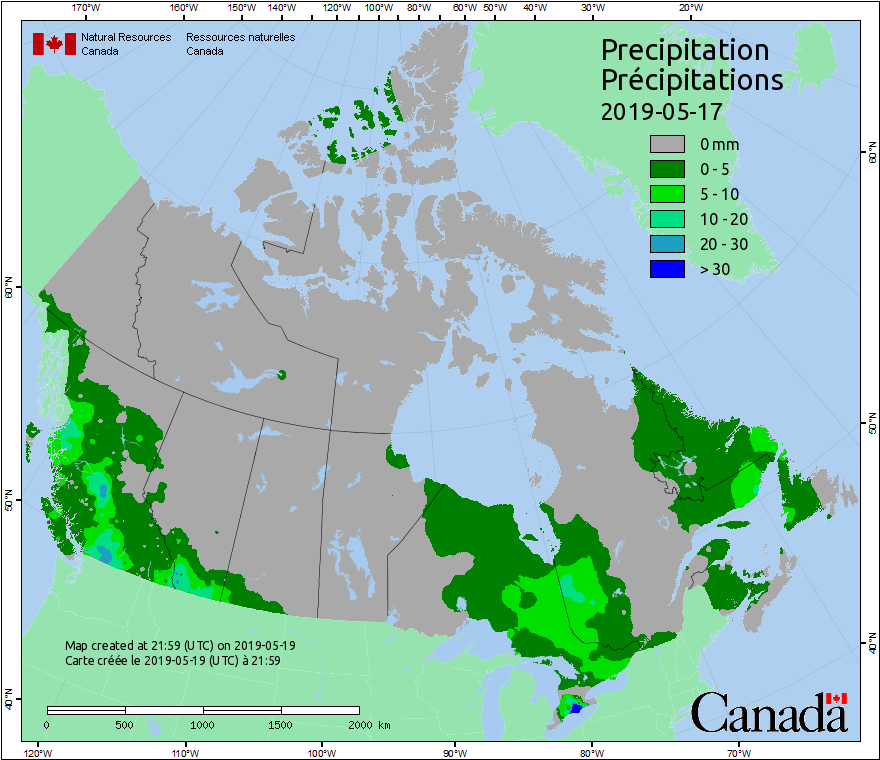 170°W 160°W 150°W 140°W 120°W 100°W 80°W 60°W 50°W 40°W 30°W 20°W
Natural Resources Ressources naturelles
Canada Canada
Precipitation
Précipitations
2019-05-17
0 mm
0 - 5
5 - 10
10 - 20
20 - 30
> 30
60°N
60°N
50°N
50°N
40°N
40°N
Map created at 21:59 (UTC) on 2019-05-19
Carte créée le 2019-05-19 (UTC) à 21:59
0 500 1000 1500 2000 km
Canada
120°W 110°W 100°W 90°W 80°W 70°W